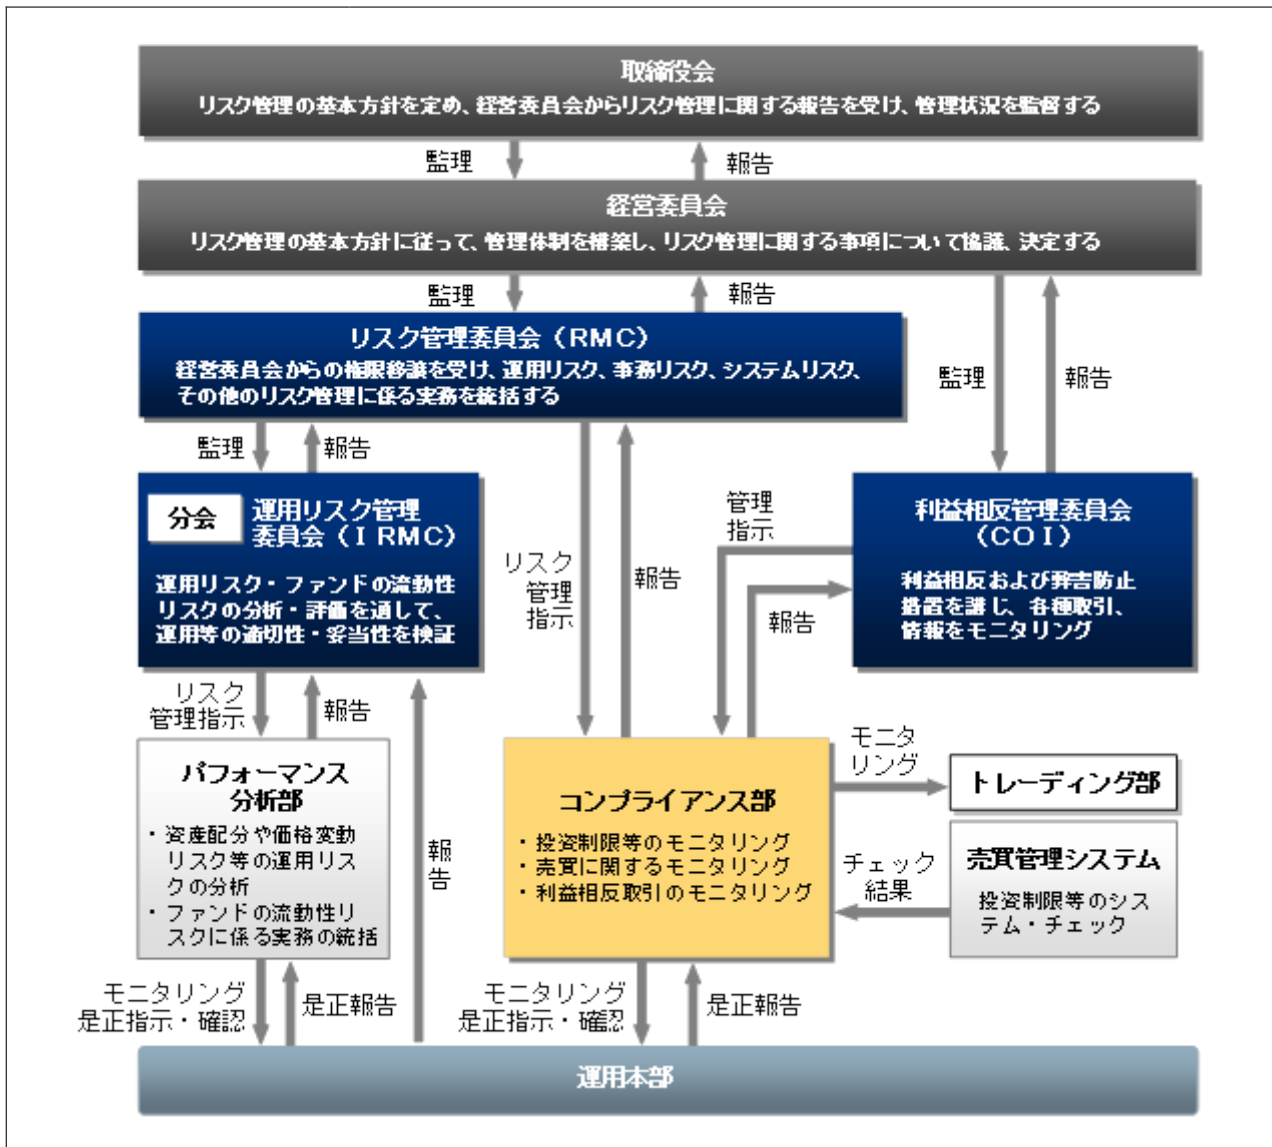 取締役会
リスク管理の基本方針を定め、経営委員会からリスク管理に関する報告を受け、管理状況を監督する
監理
報告
経営委員会
リスク管理の基本方針に従って、管理体制を構築し、リスク管理に関する事項について協議、決定する
監理
報告
リスク管理委員会（RMC）
経営委員会からの権限移譲を受け、運用リスク、事務リスク、システムリスク、
その他のリスク管理に係る実務を統括する
監理
報告
監理
報告
分会
運用リスク管理
委員会（I RMC）
運用リスク・ファンドの流動性
リスクの分析・評価を通して、
運用等の適切性・妥当性を検証
リスク
管理
指示
報告
管理
指示
報告
利益相反管理委員会
（COI）
利益相反および弊害防止
措置を講じ、各種取引、
情報をモニタリング
リスク
管理指示
報告
パフォーマンス
分析部
・資産配分や価格変動
リスク等の運用リス
クの分析
・ファンドの流動性リ
スクに係る実務の統括
報
告
コンプライアンス部
・投資制限等のモニタリング
・売買に関するモニタリング
・利益相反取引のモニタリング
モニタ
リング
トレーディング部
チェック
結果
売買管理システム
投資制限等のシス
テム・チェック
モニタリング
是正指示・確認
是正報告
モニタリング
是正指示・確認
是正報告
運用本部